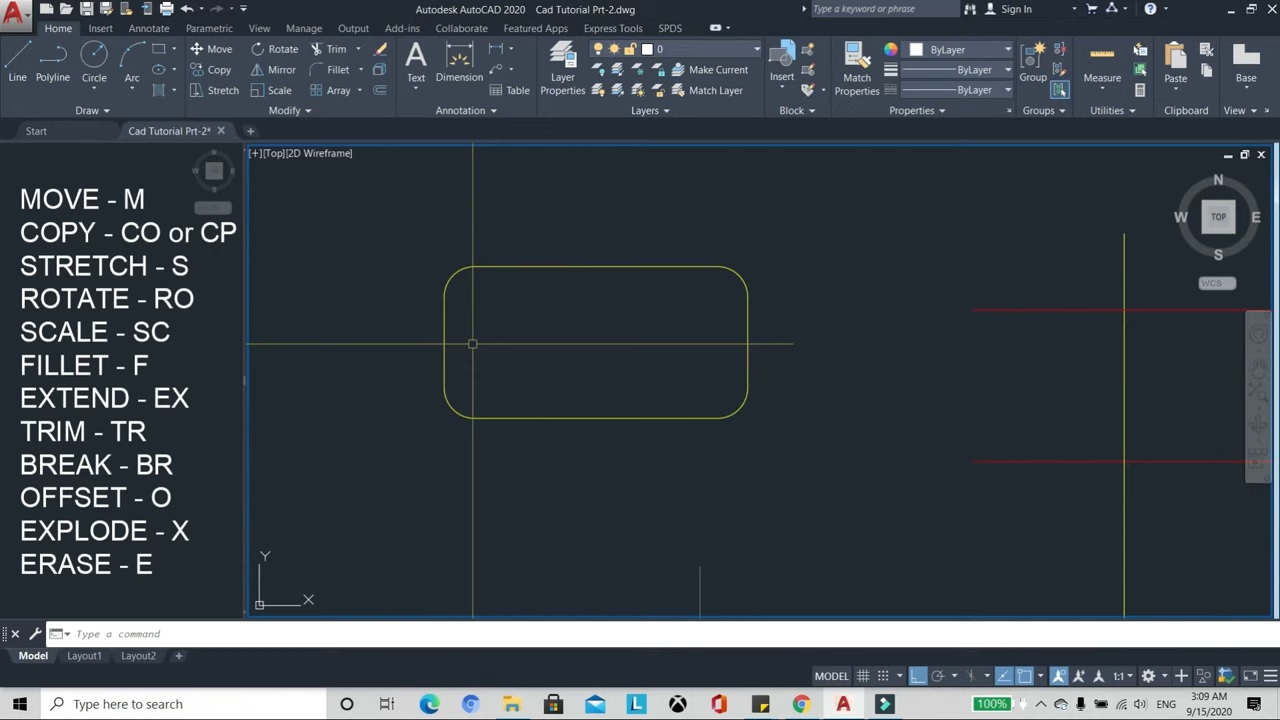 Autodesk AutoCAD 2020 Cad Tutorial Prt-2.dwg
Type a keyword or phrase
Sign In
Home Insert Annotate Parametric View Manage Output Collaborate Express Tools Featured Apps SPDS
Line
Polyline
Circle
Arc
Draw
Move
Rotate
Trim
Copy
Mirror
Fillet
Stretch
Scale
Array
Modify
Text
Dimension
Table
Annotation
Layer
Properties
0
Make Current
Match Layer
Layers
Insert
Block
Match
Properties
ByLayer
ByLayer
ByLayer
Properties
Group
Groups
Measure
Utilities
Paste
Clipboard
Base
View
Start
Cad Tutorial Prt-2*
[+][Top][2D Wireframe]
MOVE - M
COPY - CO or CP
STRETCH - S
ROTATE - RO
SCALE - SC
FILLET - F
EXTEND - EX
TRIM - TR
BREAK - BR
OFFSET - O
EXPLODE - X
ERASE - E
N
W TOP E
S
WCS
N
W E
S
Y
X
Type a command
Model Layout1 Layout2
MODEL
1:1
Type here to search
100%
ENG
3:09 AM
9/15/2020